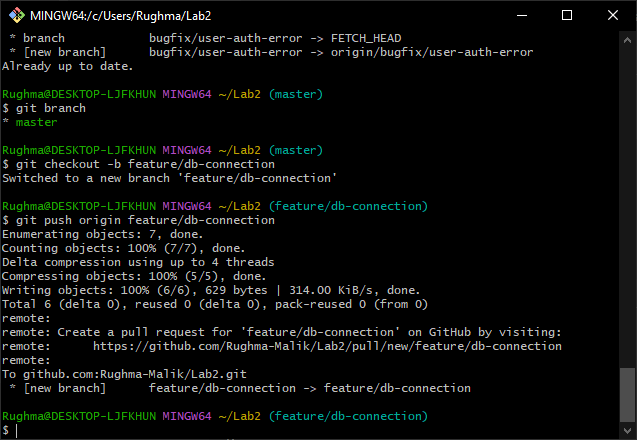 MINGW64:/c/Users/Rughma/Lab2
 * branch            bugfix/user-auth-error -> FETCH_HEAD
 * [new branch]      bugfix/user-auth-error -> origin/bugfix/user-auth-error
Already up to date.

Rughma@DESKTOP-LJFKHUN MINGW64 ~/Lab2 (master)
$ git branch
* master

Rughma@DESKTOP-LJFKHUN MINGW64 ~/Lab2 (master)
$ git checkout -b feature/db-connection
Switched to a new branch 'feature/db-connection'

Rughma@DESKTOP-LJFKHUN MINGW64 ~/Lab2 (feature/db-connection)
$ git push origin feature/db-connection
Enumerating objects: 7, done.
Counting objects: 100% (7/7), done.
Delta compression using up to 4 threads
Compressing objects: 100% (5/5), done.
Writing objects: 100% (6/6), 629 bytes | 314.00 KiB/s, done.
Total 6 (delta 0), reused 0 (delta 0), pack-reused 0 (from 0)
remote:
remote: Create a pull request for 'feature/db-connection' on GitHub by visiting:
remote:      https://github.com/Rughma-Malik/Lab2/pull/new/feature/db-connection
remote:
To github.com:Rughma-Malik/Lab2.git
 * [new branch]      feature/db-connection -> feature/db-connection

Rughma@DESKTOP-LJFKHUN MINGW64 ~/Lab2 (feature/db-connection)
$